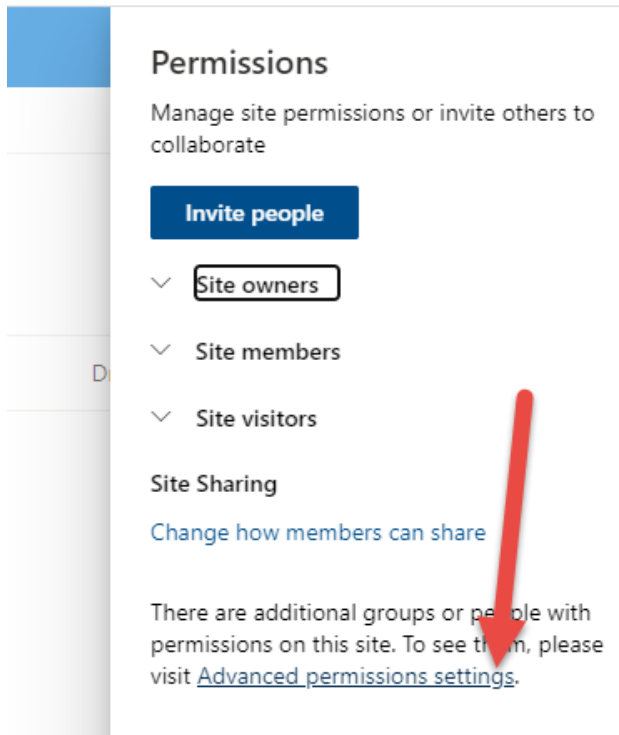 Permissions
Manage site permissions or invite others to
collaborate
Invite people
Site owners
Site members
Site visitors
Site Sharing
Change how members can share
There are additional groups or people with
permissions on this site. To see them, please
visit Advanced permissions settings.